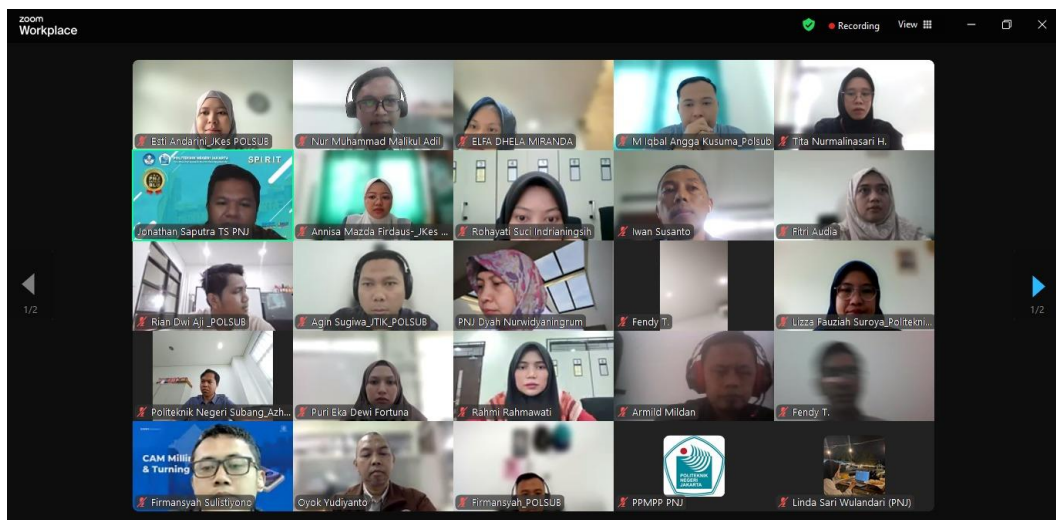 zoom
Workplace
Recording
View
Esti Andarini_JKes POLSUB
Nur Muhammad Malikul Adil
ELFA DHELA MIRANDA
M Iqbal Angga Kusuma_Polsub
Tita Nurmalinasari H.
POLITEKNIK NEGERI JAKARTA
SPIRIT
Jonathan Saputra TS PNJ
Annisa Mazda Firdaus-_JKes ...
Rohayati Suci Indrianingsih
Iwan Susanto
Fitri Audia
Rian Dwi Aji _POLSUB
Agin Sugiwa_JTIK_POLSUB
PNJ Dyah Nurwidyaningrum
Fendy T.
Lizza Fauziah Suroya_Politekni...
1/2
1/2
Politeknik Negeri Subang_Azh...
Puri Eka Dewi Fortuna
Rahmi Rahmawati
Armild Mildan
Fendy T.
CAM Milli
& Turning
Firmansyah Sulistiyono
Oyok Yudiyanto
Firmansyah_POLSUB
POLITEKNIK
NEGERI
JAKARTA
PPMPP PNJ
Linda Sari Wulandari (PNJ)